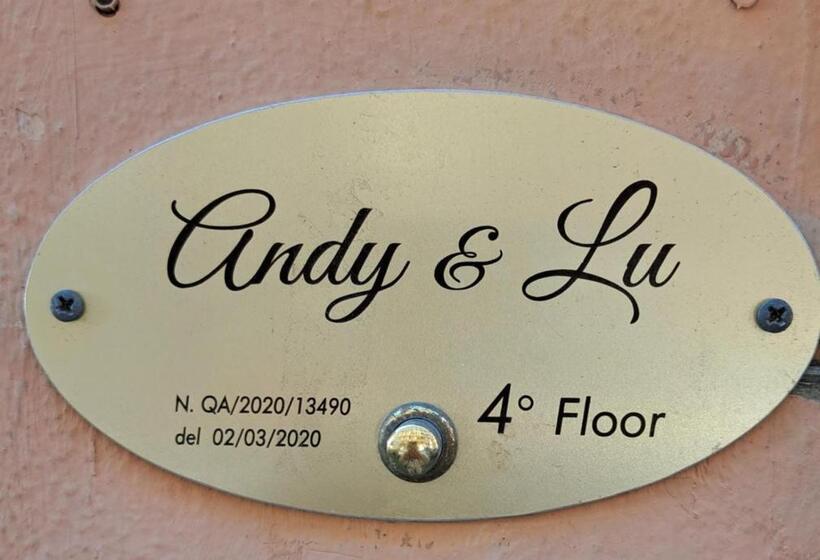 Andy & Lu
N. QA/2020/13490
del 02/03/2020
4° Floor